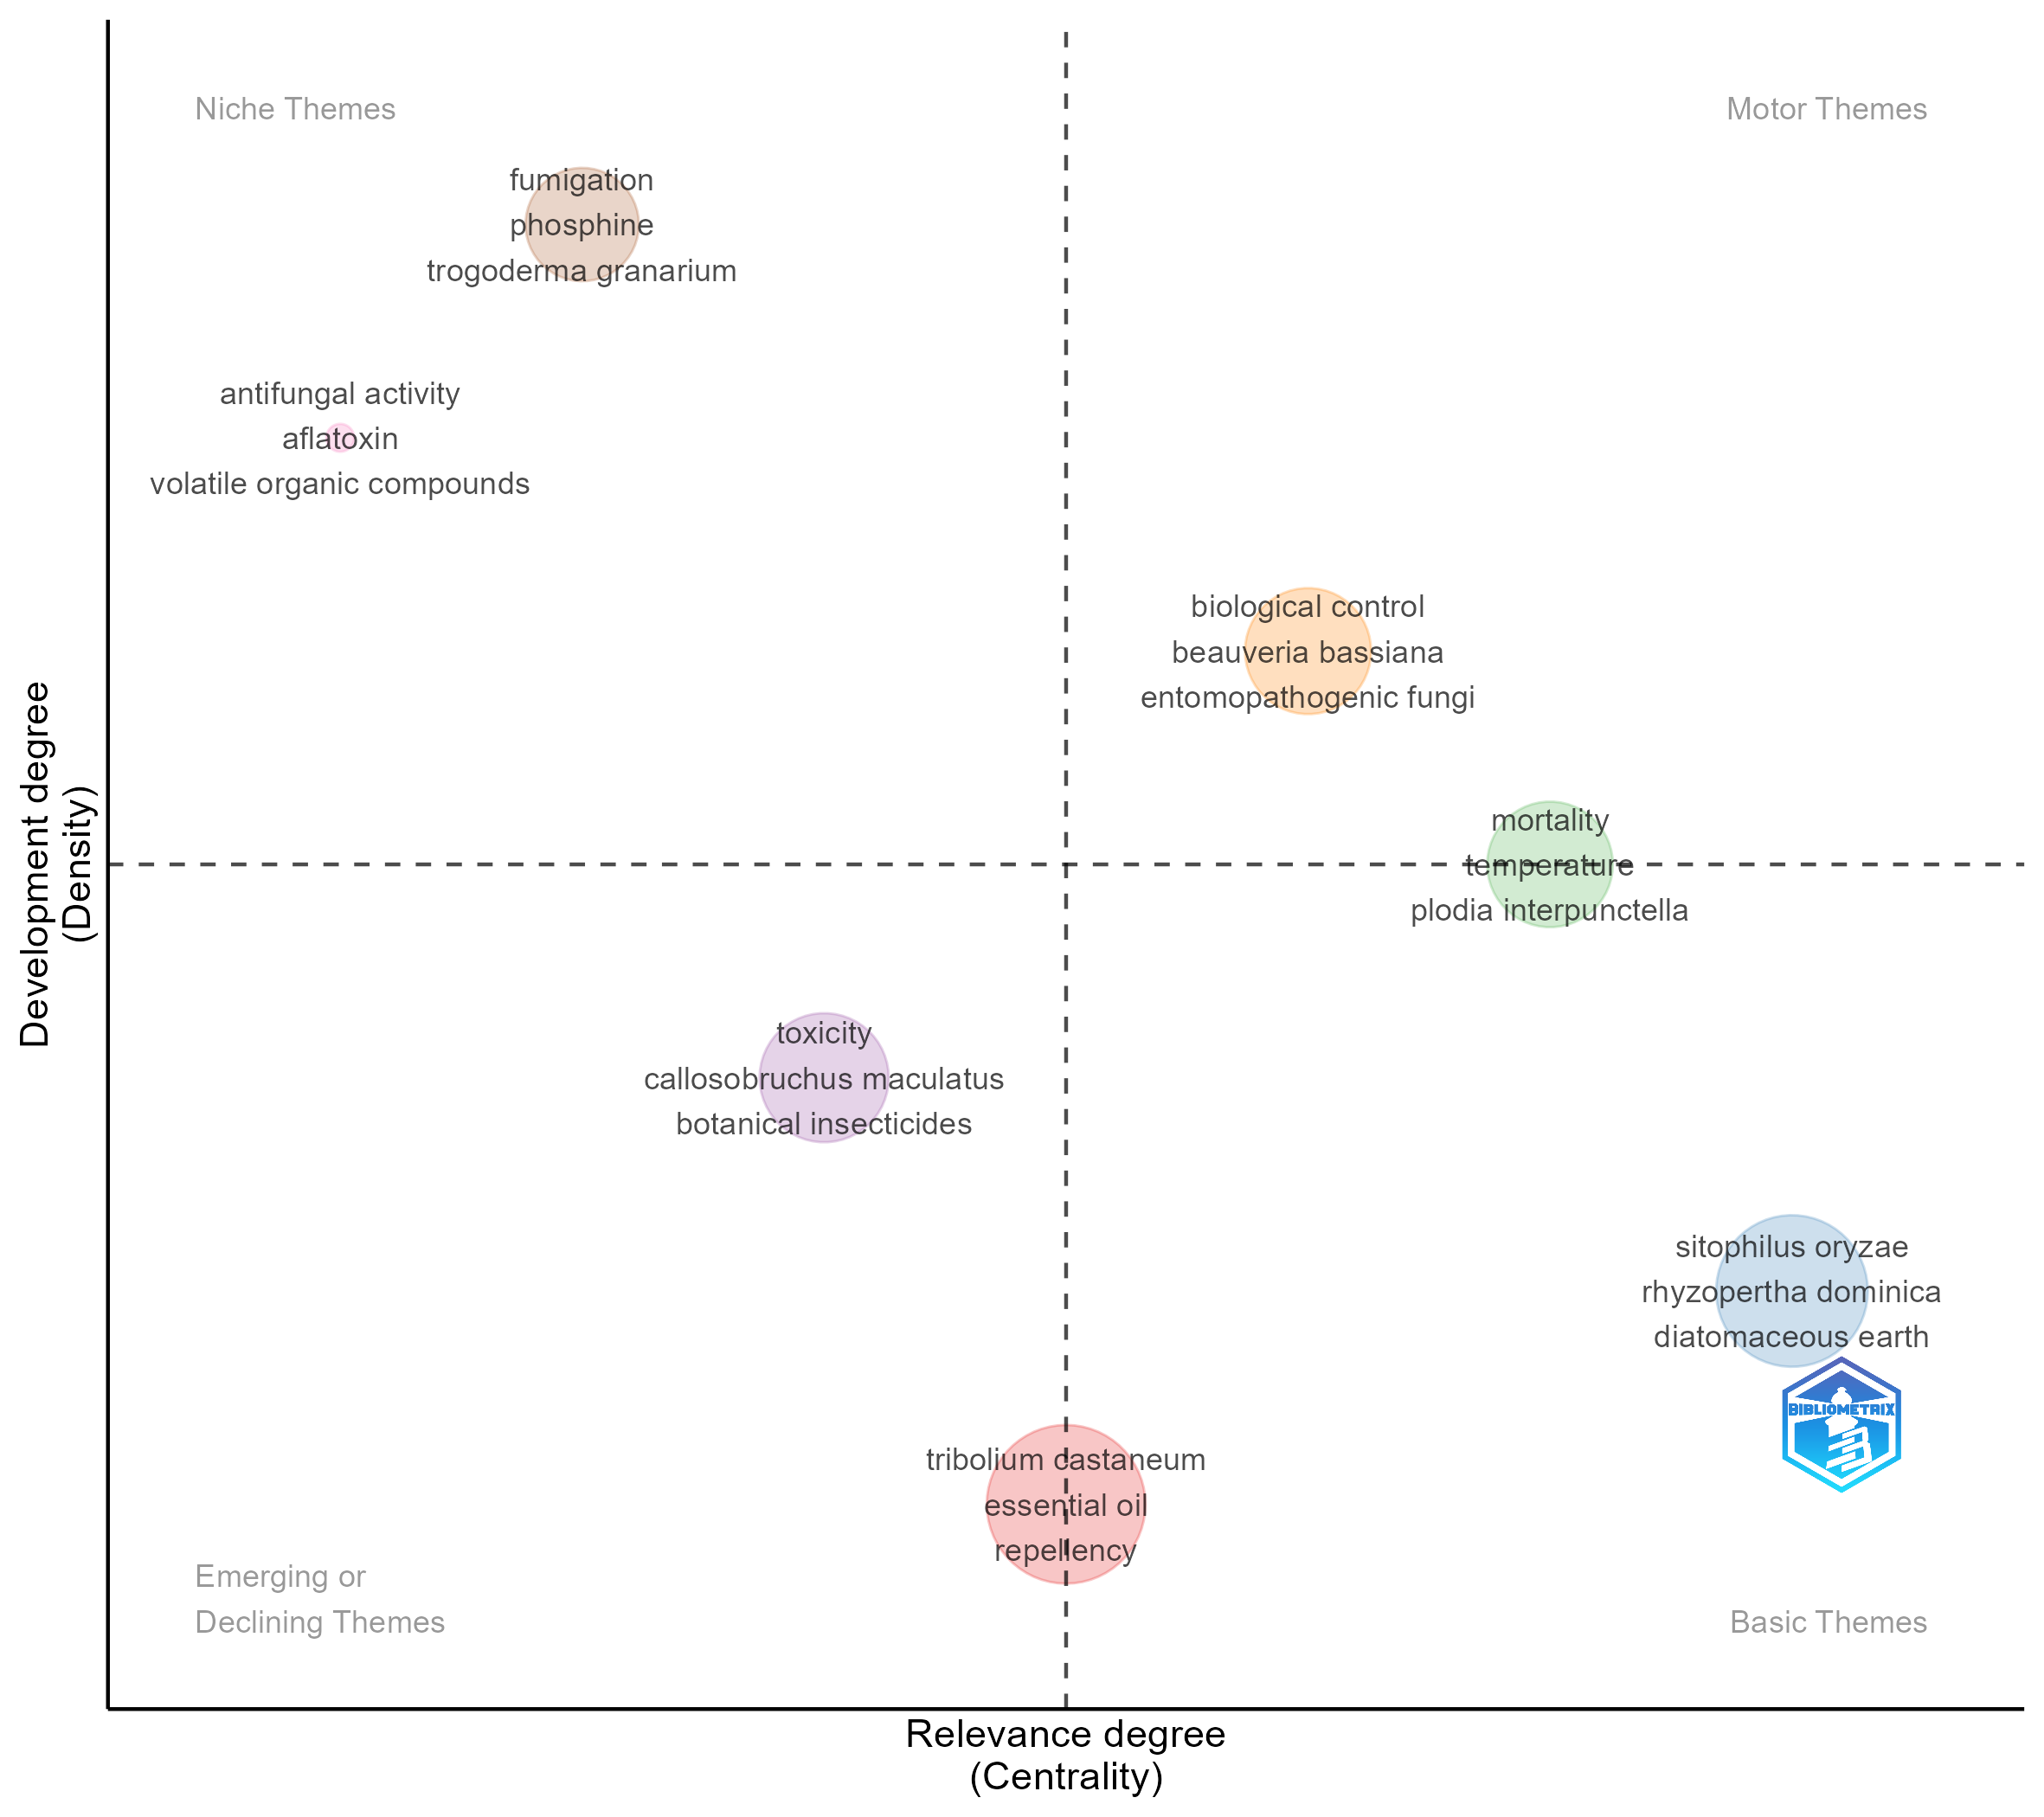 Niche Themes
Motor Themes
fumigation
phosphine
trogoderma granarium
antifungal activity
aflatoxin
volatile organic compounds
biological control
beauveria bassiana
entomopathogenic fungi
mortality
temperature
plodia interpunctella
Development degree
(Density)
toxicity
callosobruchus maculatus
botanical insecticides
sitophilus oryzae
rhyzopertha dominica
diatomaceous earth
BIBLIOMETRIX
tribolium castaneum
essential oil
repellency
Emerging or
Declining Themes
Basic Themes
Relevance degree
(Centrality)